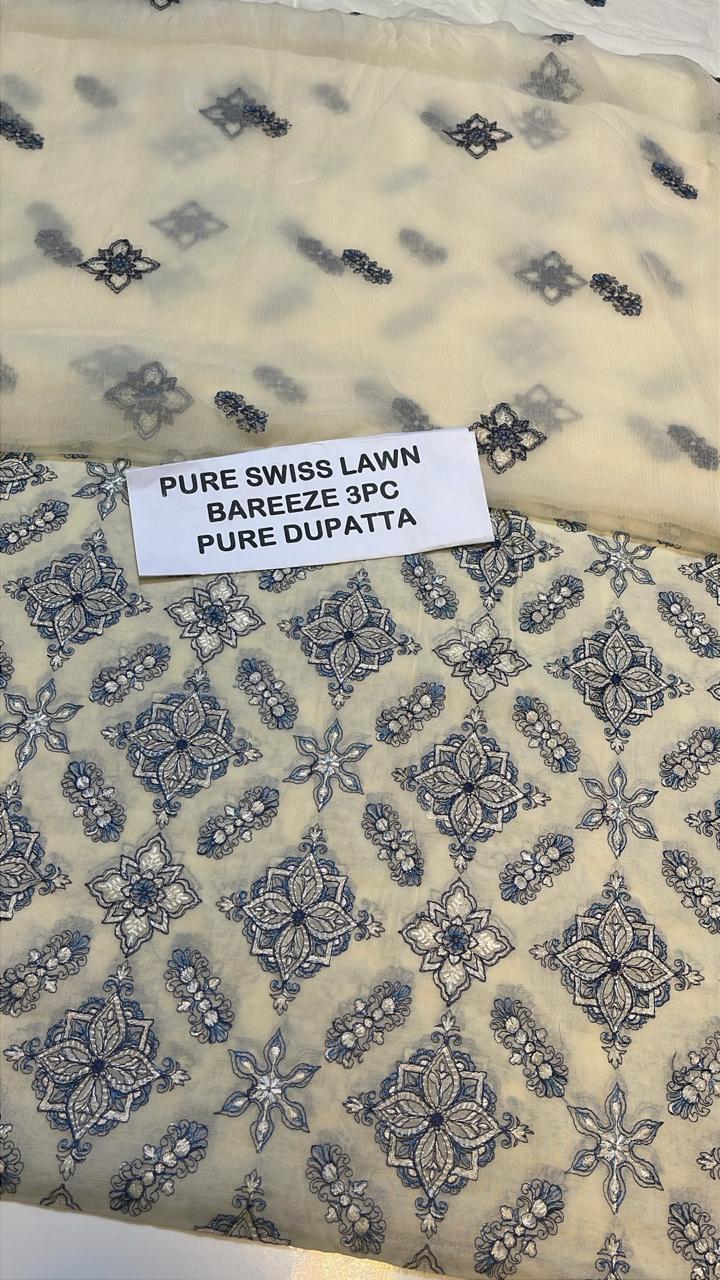 PURE SWISS LAWN
BAREEZE 3PC
PURE DUPATTA